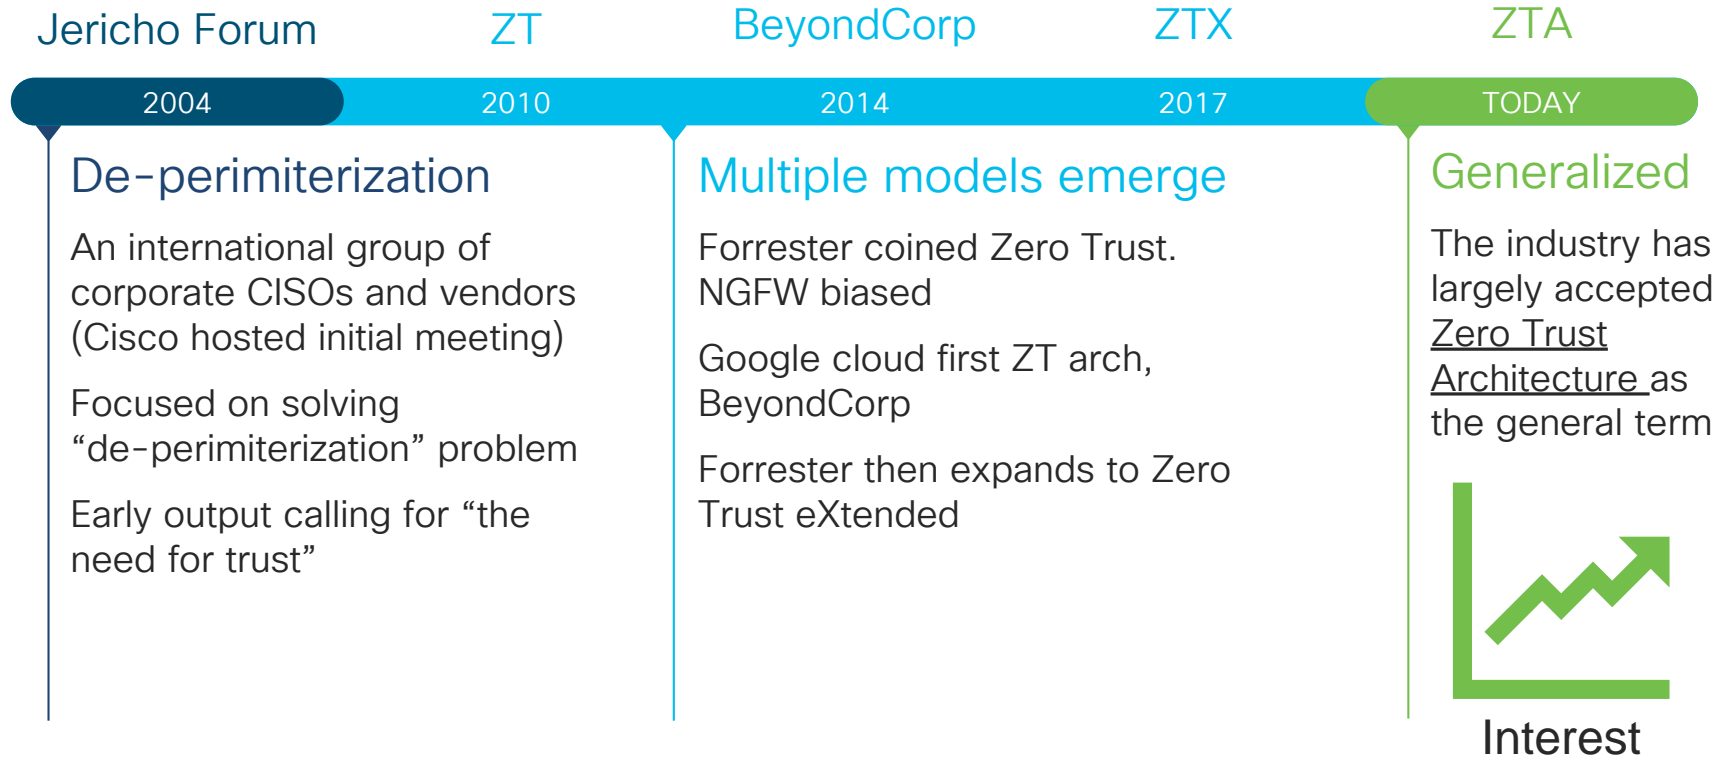 Jericho Forum
ZT
BeyondCorp
ZTX
ZTA
2004
2010
2014
2017
TODAY
De-perimiterization
An international group of
corporate CISOs and vendors
(Cisco hosted initial meeting)
Focused on solving
“de-perimiterization” problem
Early output calling for “the
need for trust”
Multiple models emerge
Forrester coined Zero Trust.
NGFW biased
Google cloud first ZT arch,
BeyondCorp
Forrester then expands to Zero
Trust eXtended
Generalized
The industry has
largely accepted
Zero Trust
Architecture as
the general term
Interest